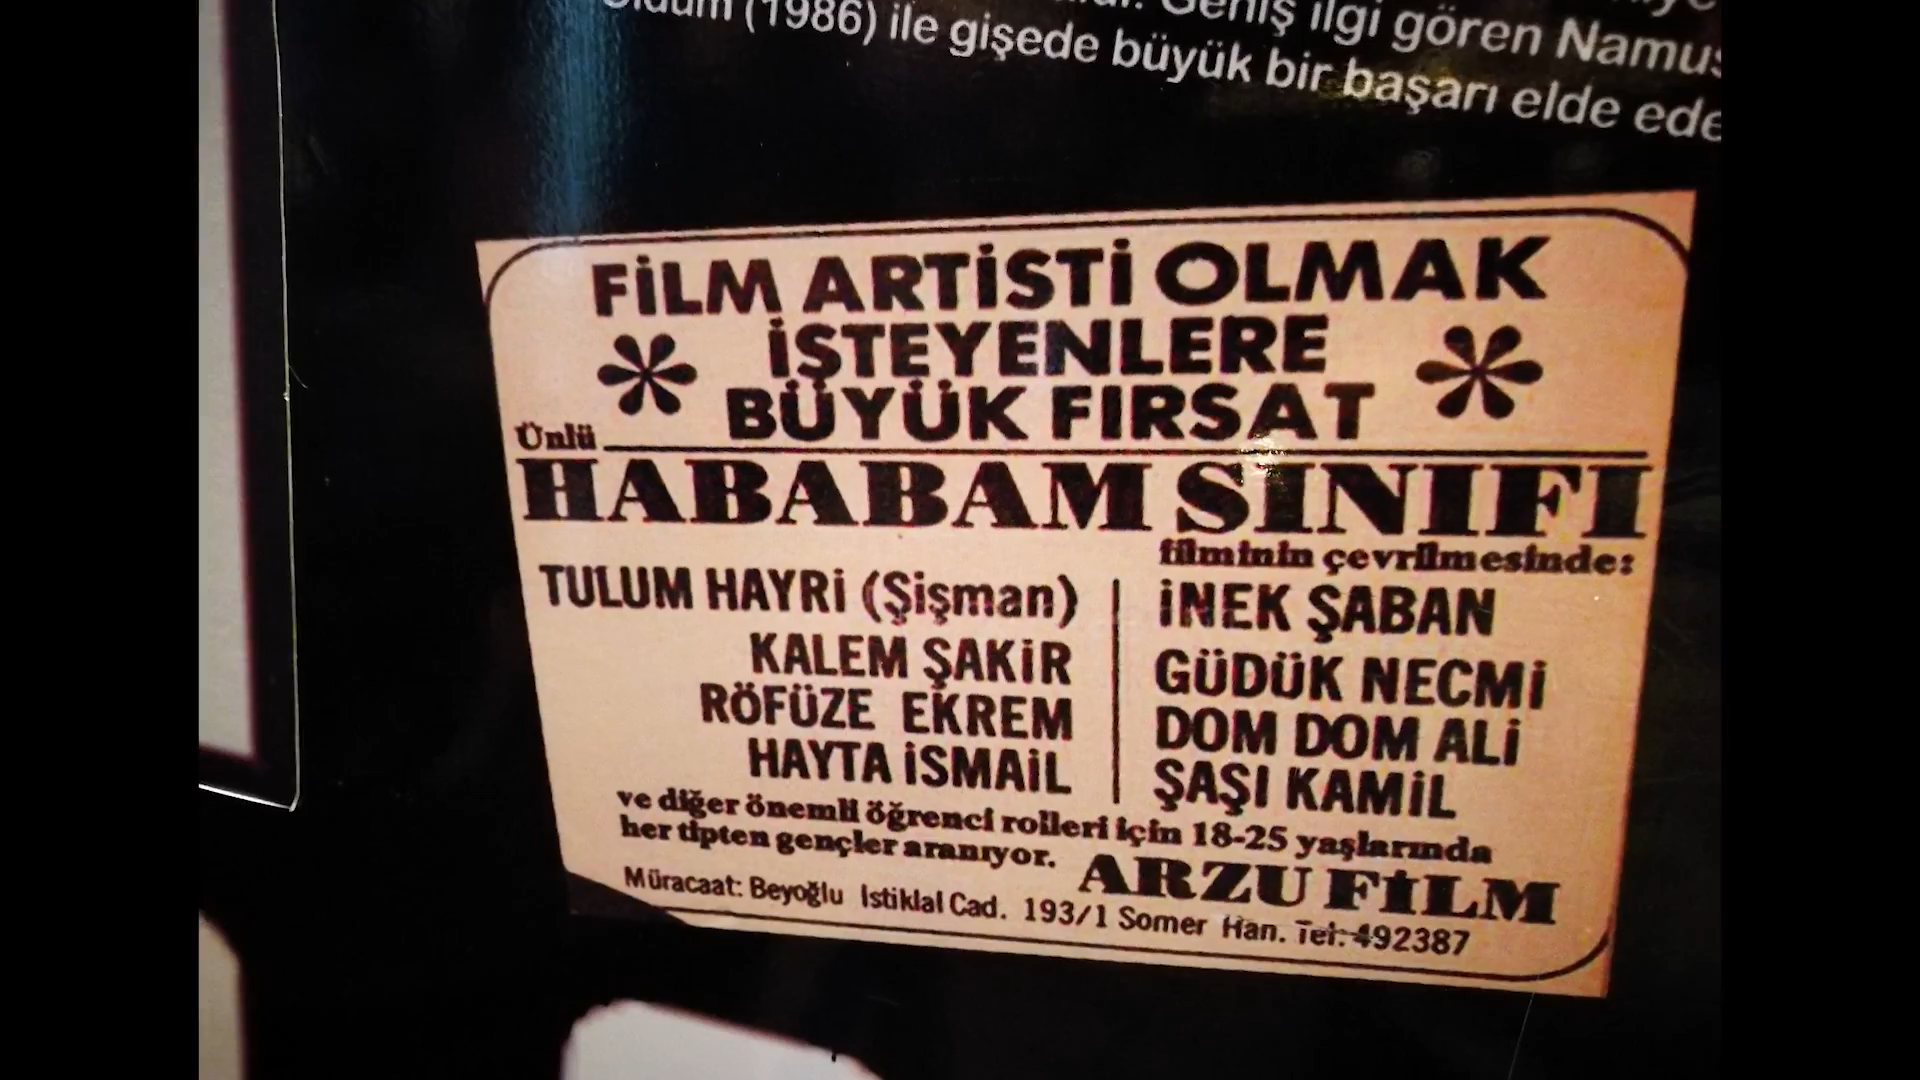 Geniş ilgi gören
(1986) ile gişede büyük bir başarı elde
FİLM ARTİSTİ OLMAK
İSTEYENLERE
BÜYÜK FIRSAT
Ünlü
HABABAM SINIFI
filminin çevrilmesinde:
TULUM HAYRİ (Şişman)
KALEM ŞAKİR
RÖFÜZE EKREM
HAYTA İSMAİL
İNEK ŞABAN
GÜDÜK NECMİ
DOM DOM ALİ
ŞAŞI KAMİL
ve diğer önemli öğrenci rolleri için 18-25 yaşlarında
her tipten gençler aranıyor.
ARZU FİLM
Müracaat: Beyoğlu İstiklal Cad. 193/1 Somer Han. Tel: 492387